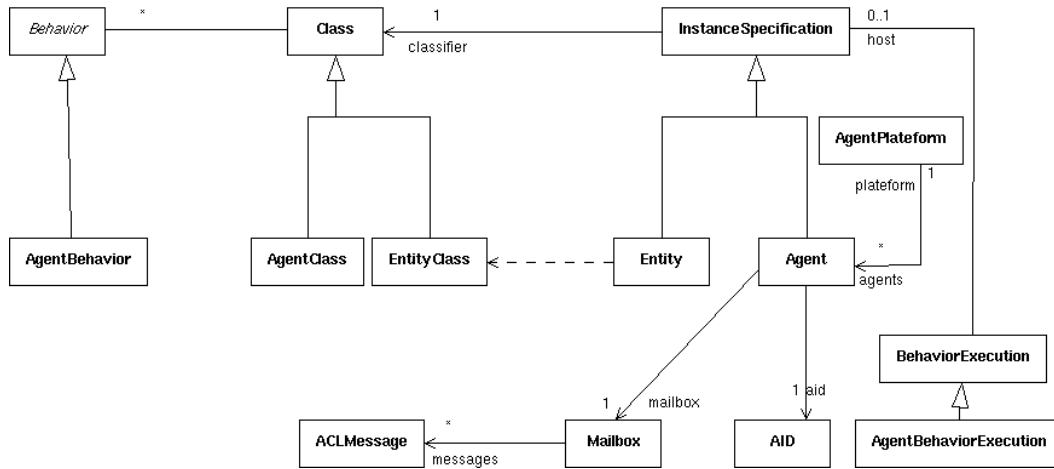 Behavior
*
Class
1
classifier
InstanceSpecification
0..1
host
AgentPlateform
plateform
1
AgentBehavior
AgentClass
EntityClass
Entity
Agent
*
agents
BehaviorExecution
1
mailbox
1 aid
ACLMessage
*
messages
Mailbox
AID
AgentBehaviorExecution